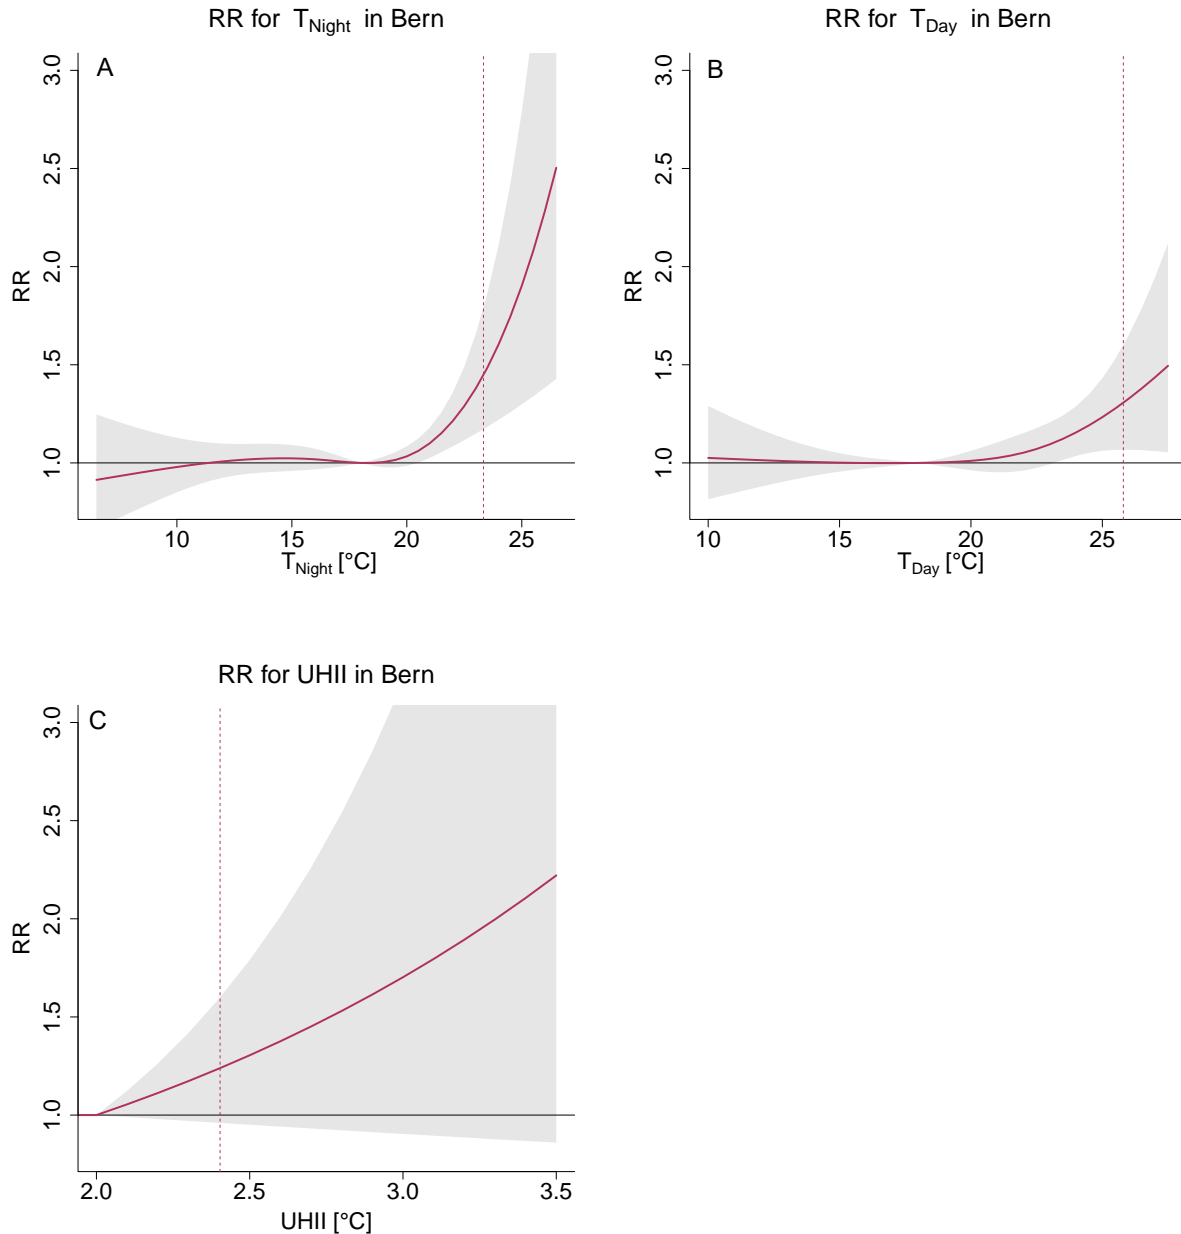 RR for T_Night in Bern
A
3.0
2.5
2.0
1.5
1.0
RR
10 15 20 25
T_Night [°C]
RR for T_Day in Bern
B
3.0
2.5
2.0
1.5
1.0
RR
10 15 20 25
T_Day [°C]
RR for UHII in Bern
C
3.0
2.5
2.0
1.5
1.0
RR
2.0 2.5 3.0 3.5
UHII [°C]